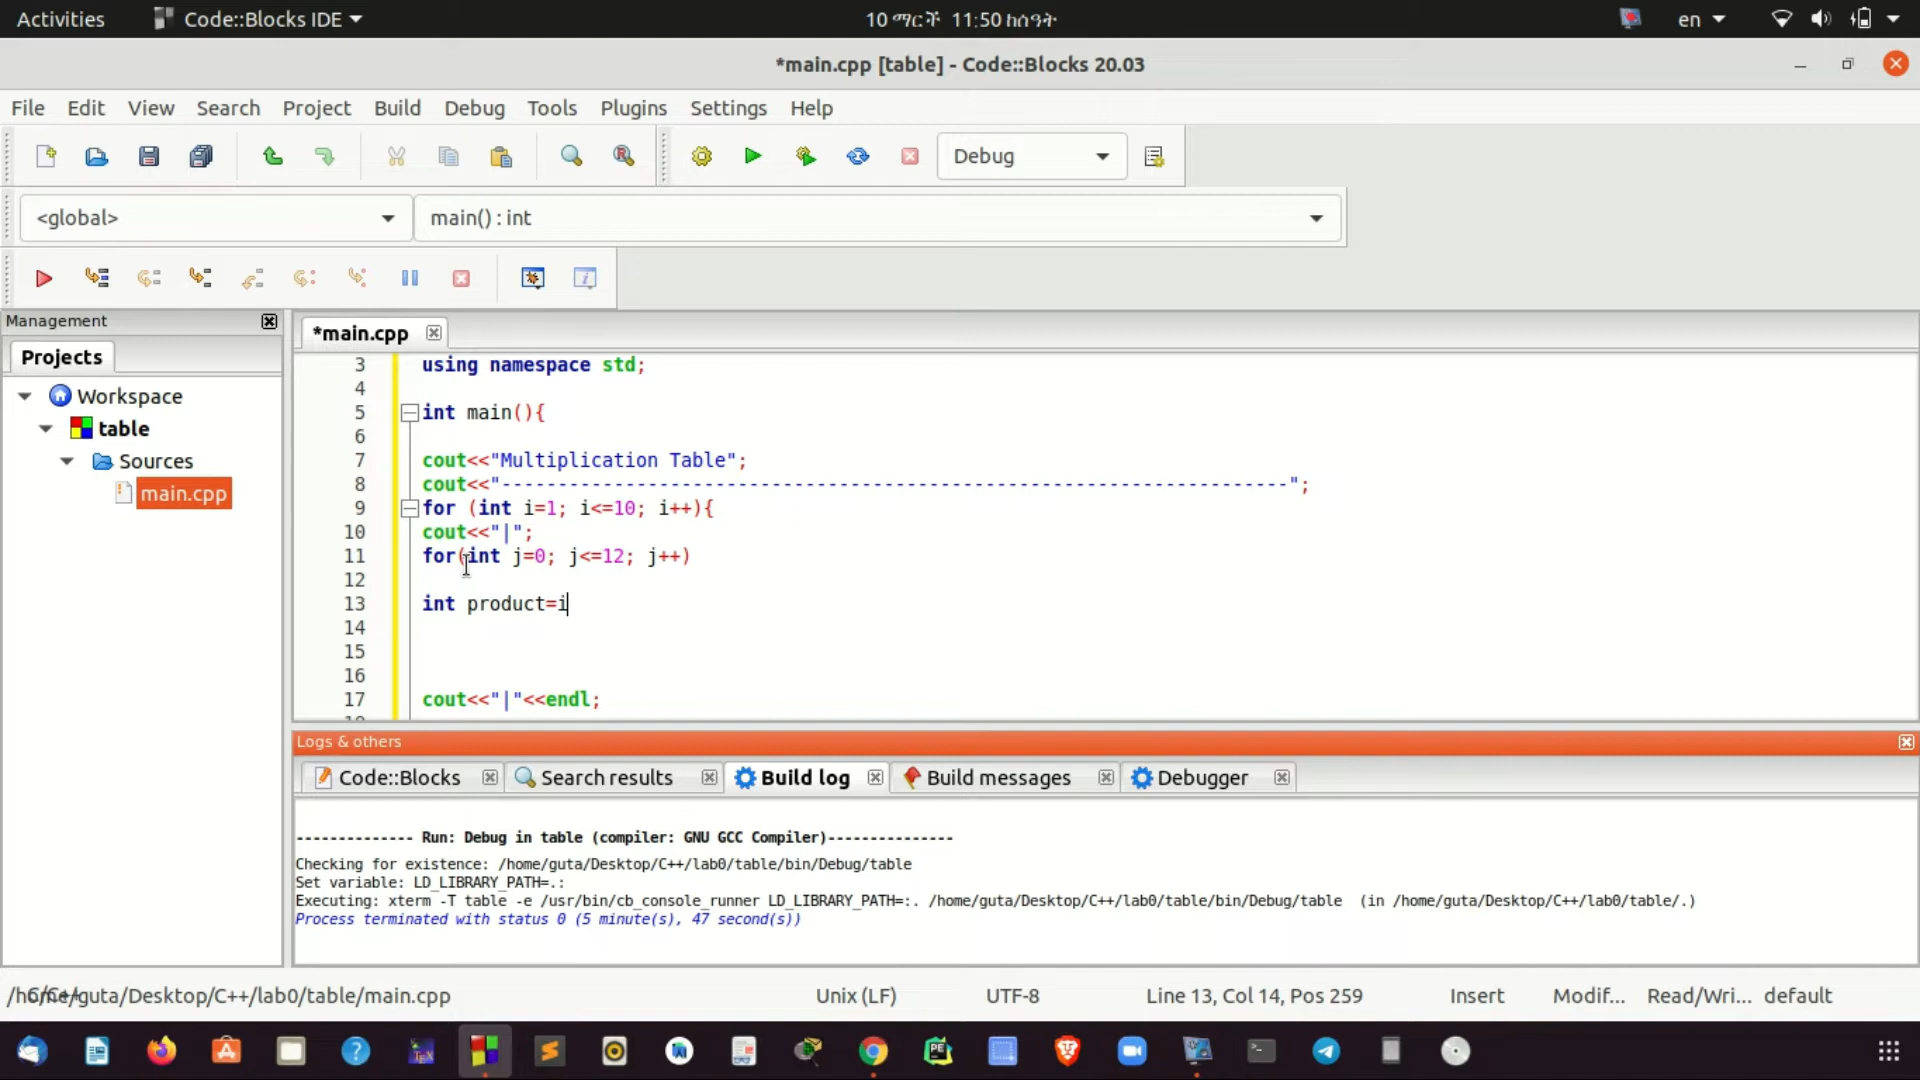 Activities Code::Blocks IDE 10 ማርች 11:50 ከሰዓት en
*main.cpp [table] - Code::Blocks 20.03
File Edit View Search Project Build Debug Tools Plugins Settings Help
Debug
<global> main() : int
Management
Projects
Workspace
table
Sources
main.cpp
*main.cpp
3 using namespace std;
4
5 int main(){
6
7 cout<<"Multiplication Table";
8 cout<<"----------------------------------------------------------------------";
9 for (int i=1; i<=10; i++){
10 cout<<"|";
11 for(int j=0; j<=12; j++)
12
13 int product=i
14
15
16
17 cout<<"|"<<endl;
Logs & others
Code::Blocks Search results Build log Build messages Debugger
-------------- Run: Debug in table (compiler: GNU GCC Compiler)---------------
Checking for existence: /home/guta/Desktop/C++/lab0/table/bin/Debug/table
Set variable: LD_LIBRARY_PATH=.:
Executing: xterm -T table -e /usr/bin/cb_console_runner LD_LIBRARY_PATH=:. /home/guta/Desktop/C++/lab0/table/bin/Debug/table (in /home/guta/Desktop/C++/lab0/table/.)
Process terminated with status 0 (5 minute(s), 47 second(s))
/home/guta/Desktop/C++/lab0/table/main.cpp Unix (LF) UTF-8 Line 13, Col 14, Pos 259 Insert Modif... Read/Wri... default